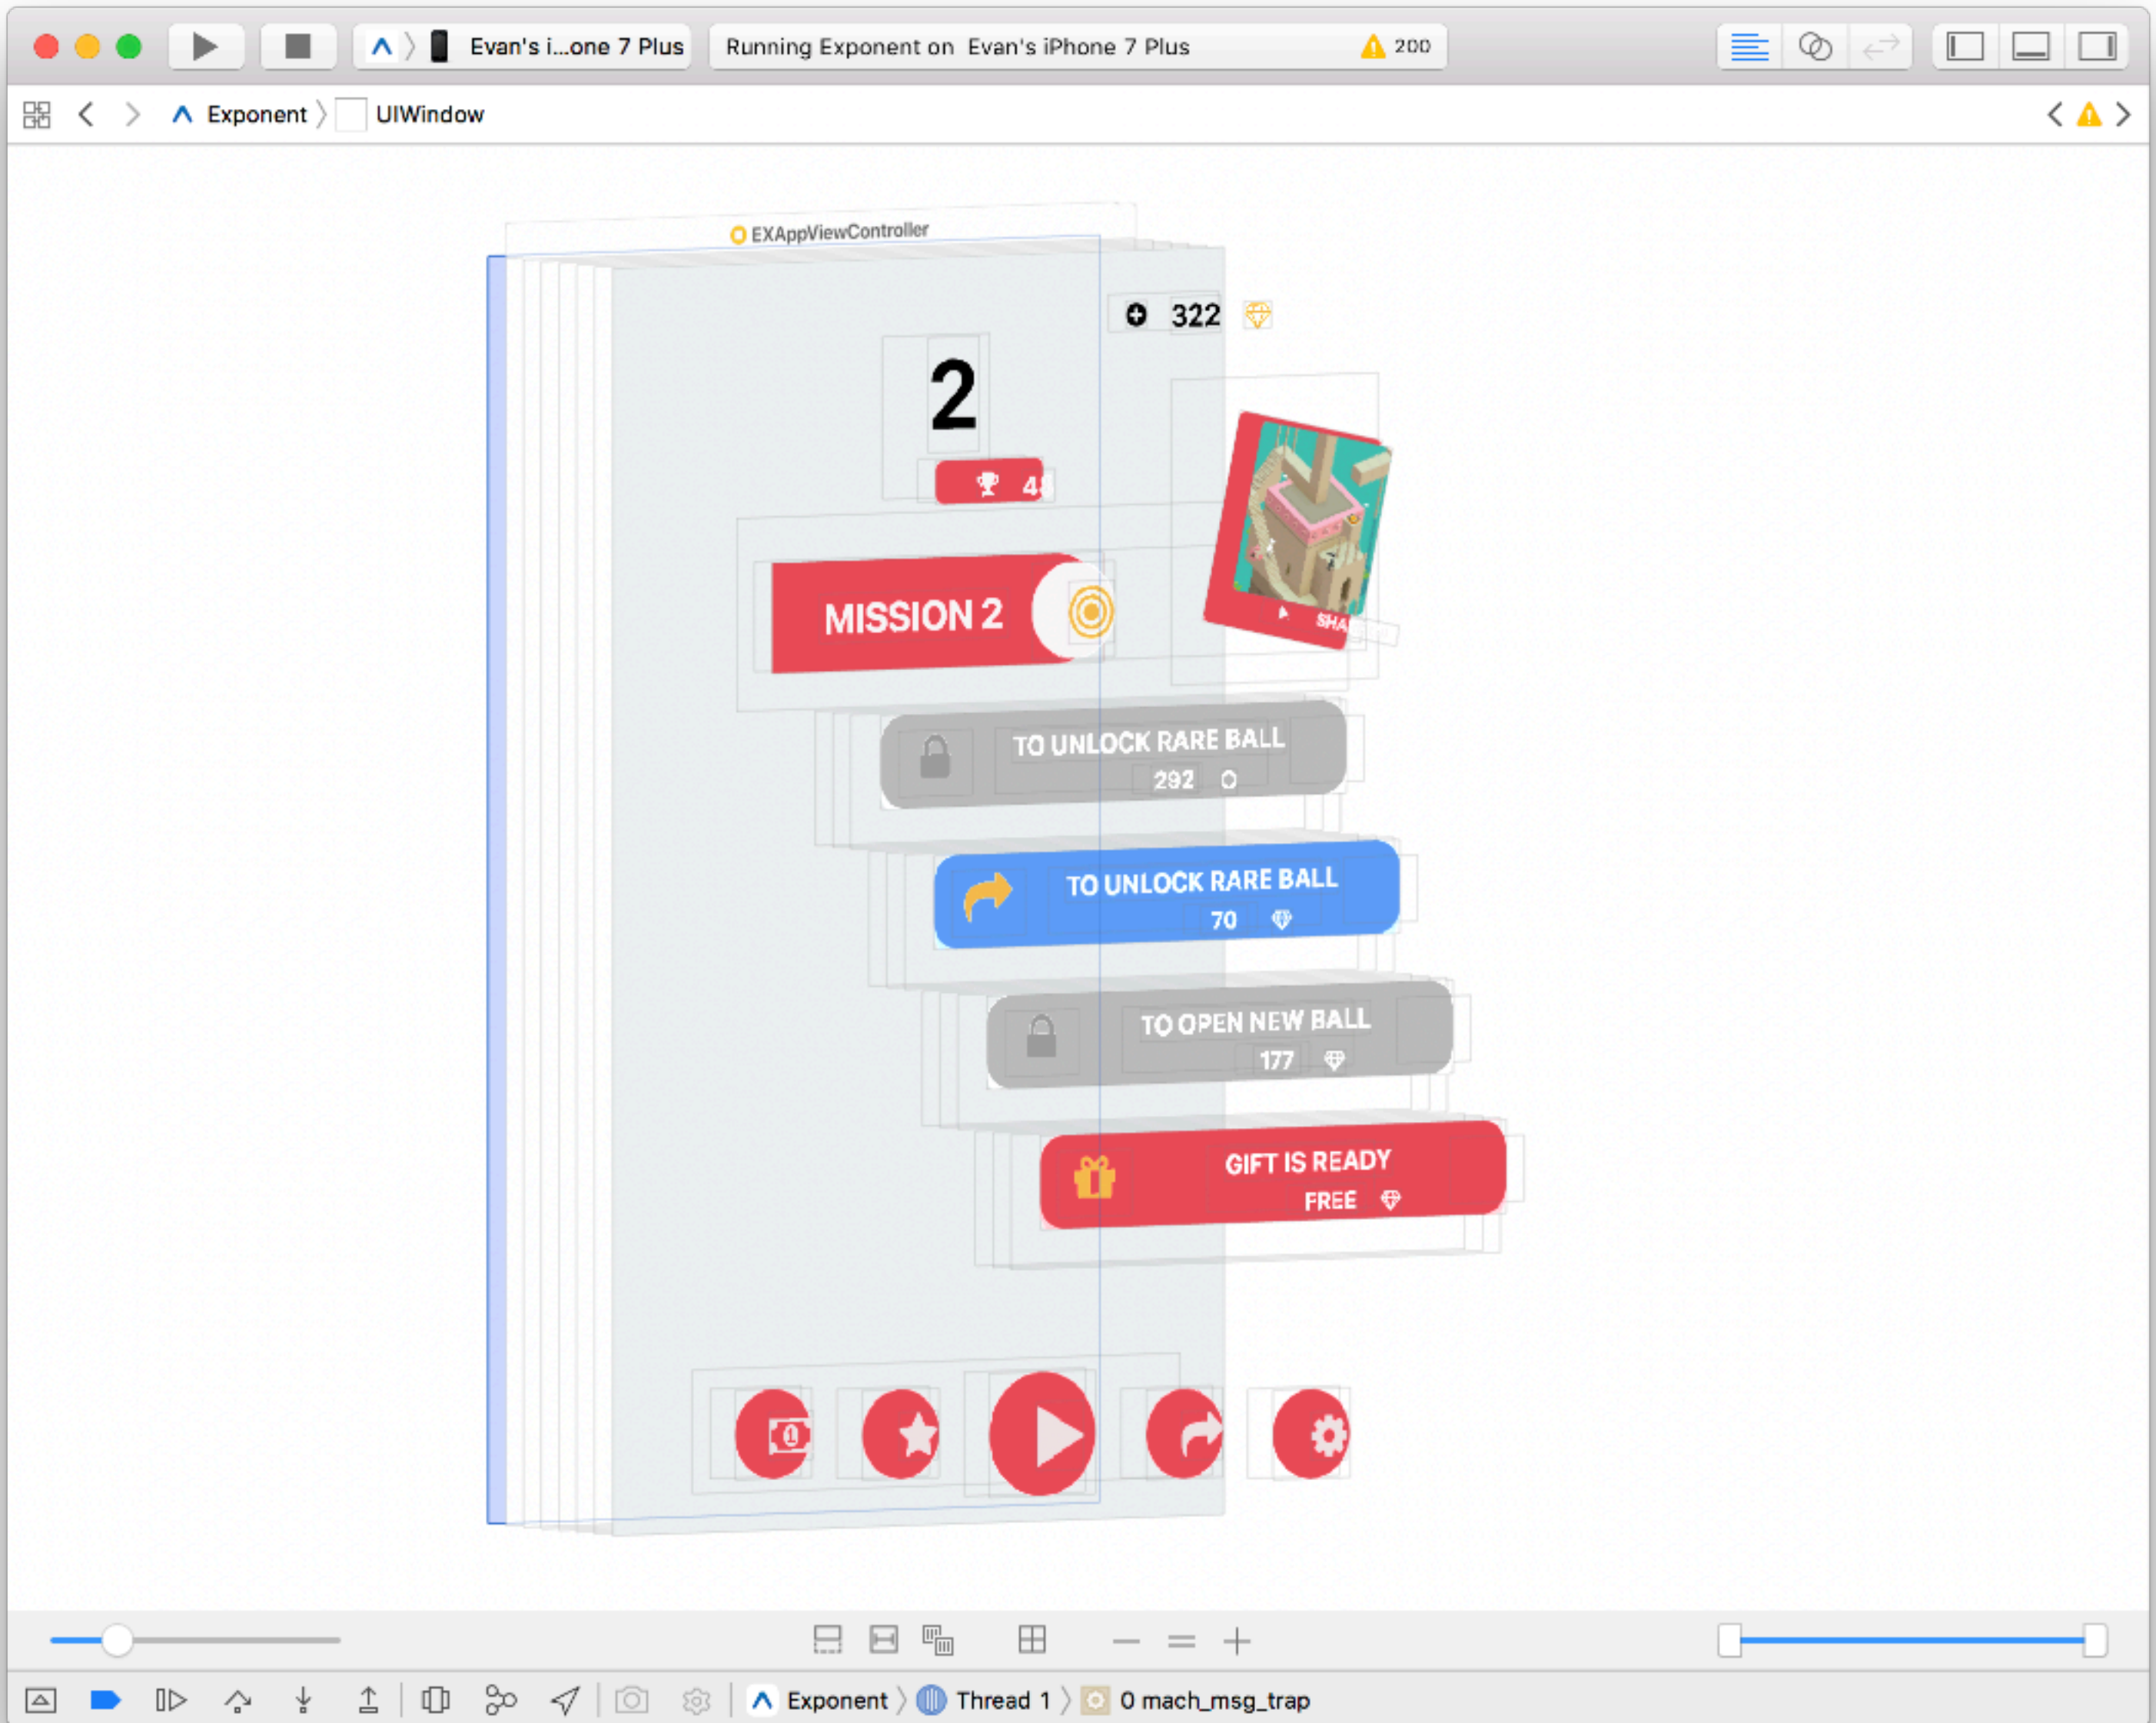 Evan's i...one 7 Plus
Running Exponent on Evan's iPhone 7 Plus
200
Exponent
UIWindow
EXAppViewController
322
2
MISSION 2
TO UNLOCK RARE BALL
292
TO UNLOCK RARE BALL
70
TO OPEN NEW BALL
177
GIFT IS READY
FREE
1
Exponent
Thread 1
0 mach_msg_trap